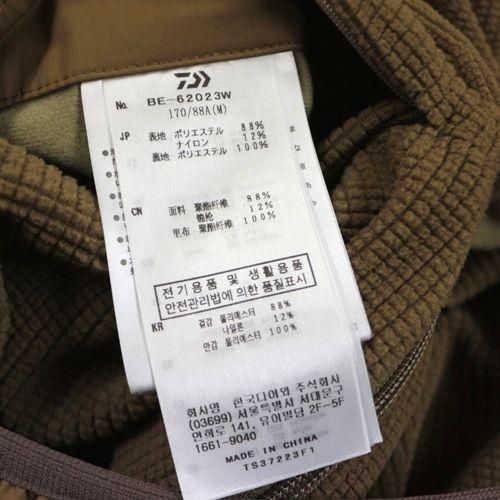 No. BE-62023W
170/88A(M)
JP 表地 ポリエステル 88%
ナイロン 12%
裏地 ポリエステル 100%
CN 面料 聚酯纤维 88%
锦纶 12%
里布 聚酯纤维 100%
전기용품 및 생활용품
안전관리법에 의한 품질표시
KR 겉감 폴리에스터 88%
나일론 12%
안감 폴리에스터 100%
회사명 한국다이와 주식회사
(03699) 서울특별시 서대문구
연희로 141, 유이빌딩 2F-5F
1661-9040
MADE IN CHINA
TS37223F1